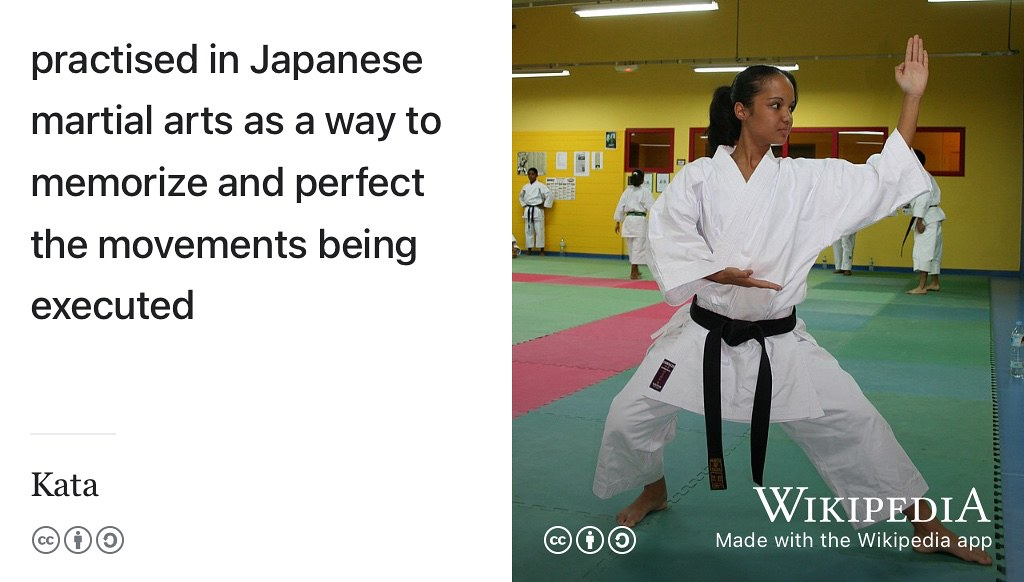 practised in Japanese
martial arts as a way to
memorize and perfect
the movements being
executed
Kata
WIKIPEDIA
Made with the Wikipedia app